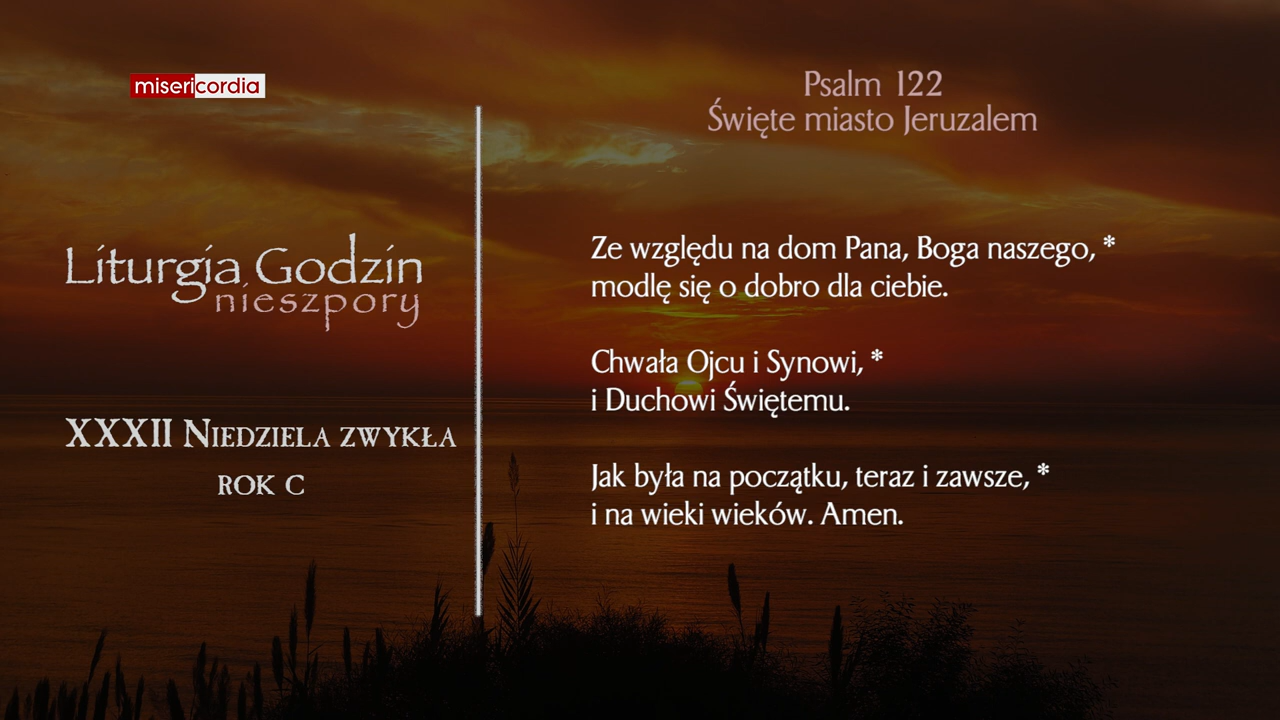 misericordia
Liturgia Godzin
nieszpory
XXXII Niedziela zwykła
rok C
Psalm 122
Święte miasto Jeruzalem
Ze względu na dom Pana, Boga naszego, *
modlę się o dobro dla ciebie.
Chwała Ojcu i Synowi, *
i Duchowi Świętemu.
Jak była na początku, teraz i zawsze, *
i na wieki wieków. Amen.